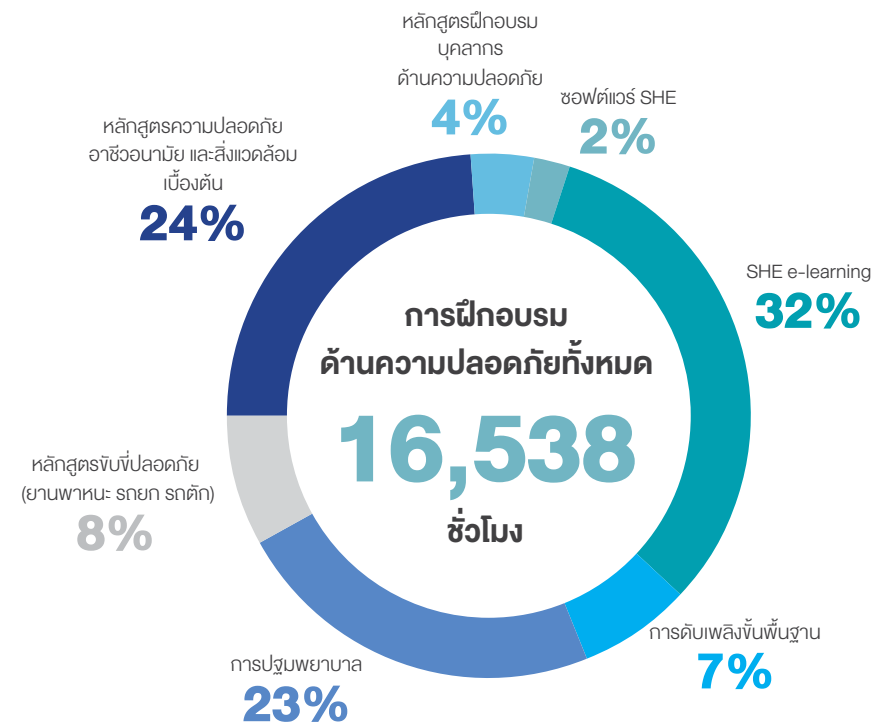 หลักสูตรฝึกอบรม
บุคลากร
ด้านความปลอดภัย
4%
ซอฟต์แวร์ SHE
2%
หลักสูตรความปลอดภัย
อาชีวอนามัย และสิ่งแวดล้อม
เบื้องต้น
24%
SHE e-learning
32%
การฝึกอบรม
ด้านความปลอดภัยทั้งหมด
16,538
ชั่วโมง
หลักสูตรขับขี่ปลอดภัย
(ยานพาหนะ รถยก รถตัก)
8%
การดับเพลิงขั้นพื้นฐาน
7%
การปฐมพยาบาล
23%